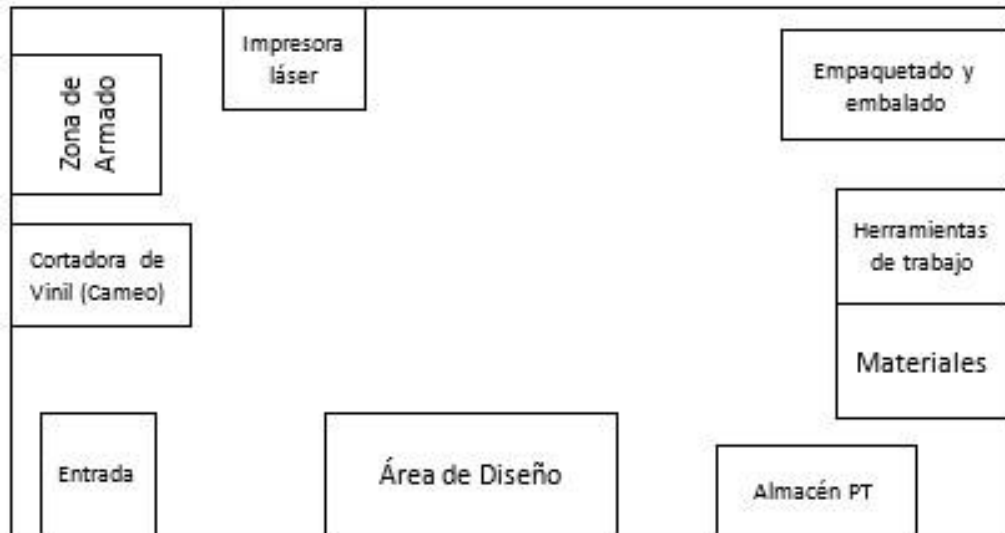 Impresora
láser
Empaquetado y
embalado
Zona de
Armado
Herramientas
de trabajo
Cortadora de
Vinil (Cameo)
Materiales
Entrada
Área de Diseño
Almacén PT